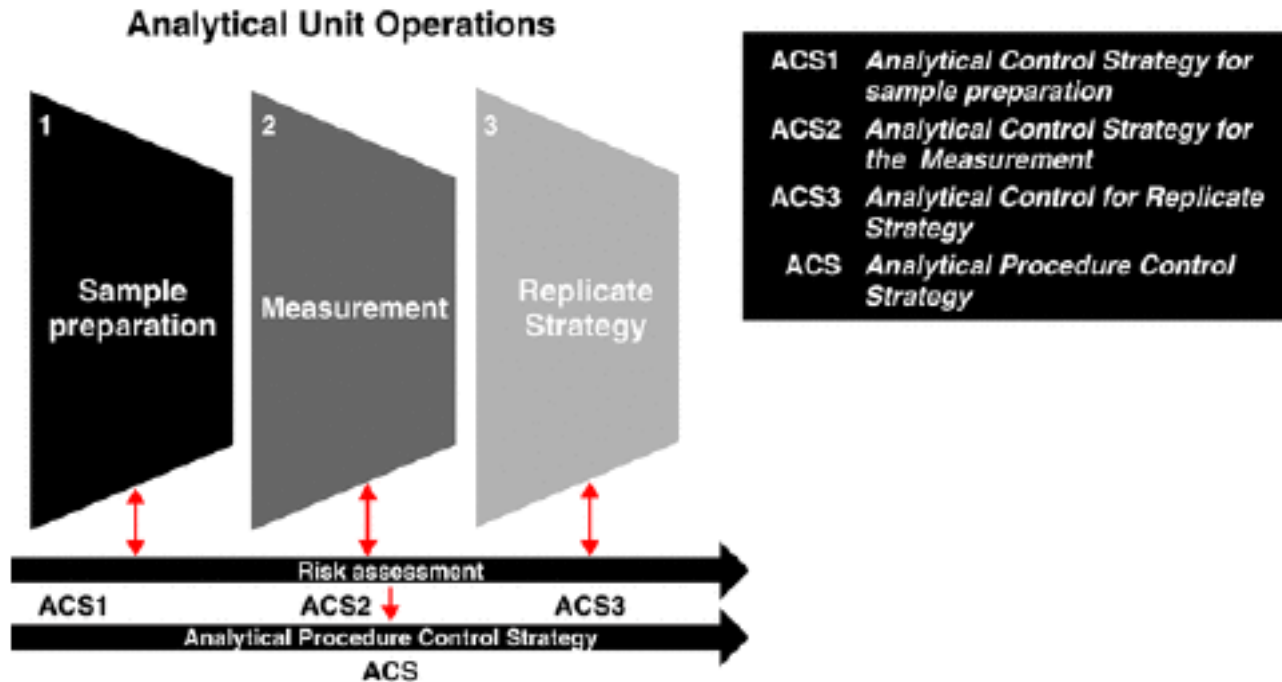 Analytical Unit Operations
1
Sample
preparation
2
Measurement
3
Replicate
Strategy
Risk assessment
ACS1
ACS2
ACS3
Analytical Procedure Control Strategy
ACS
ACS1 Analytical Control Strategy for
sample preparation
ACS2 Analytical Control Strategy for
the Measurement
ACS3 Analytical Control for Replicate
Strategy
ACS Analytical Procedure Control
Strategy